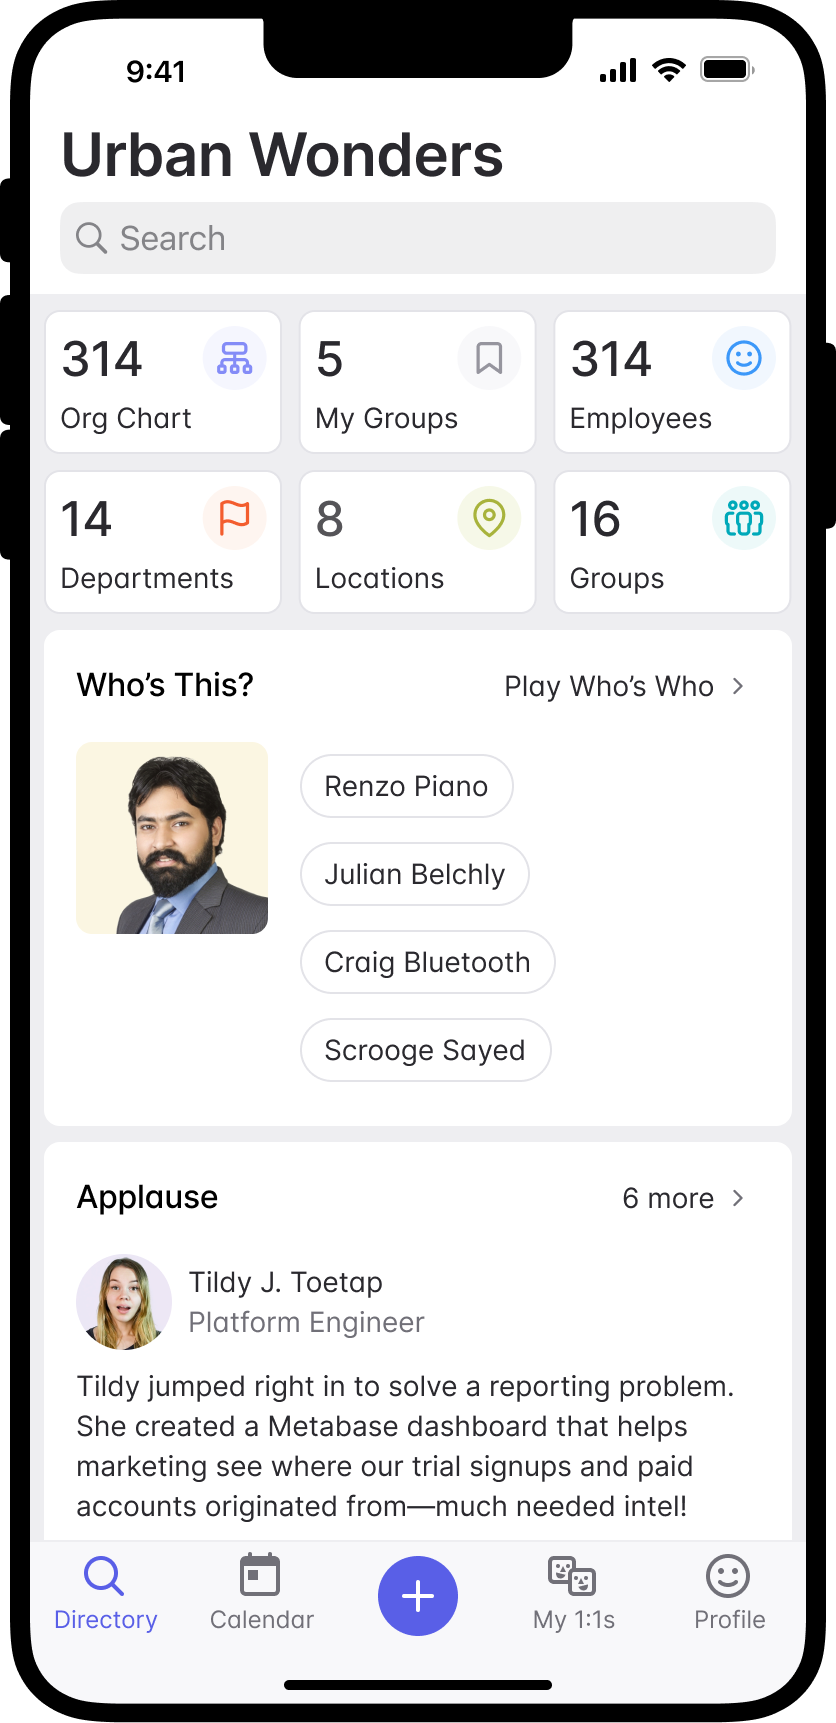 9:41
Urban Wonders
Search
314
Org Chart
5
My Groups
314
Employees
14
Departments
8
Locations
16
Groups
Who’s This?
Play Who’s Who
Renzo Piano
Julian Belchly
Craig Bluetooth
Scrooge Sayed
Applause
6 more
Tildy J. Toetap
Platform Engineer
Tildy jumped right in to solve a reporting problem.
She created a Metabase dashboard that helps
marketing see where our trial signups and paid
accounts originated from—much needed intel!
Directory
Calendar
My 1:1s
Profile